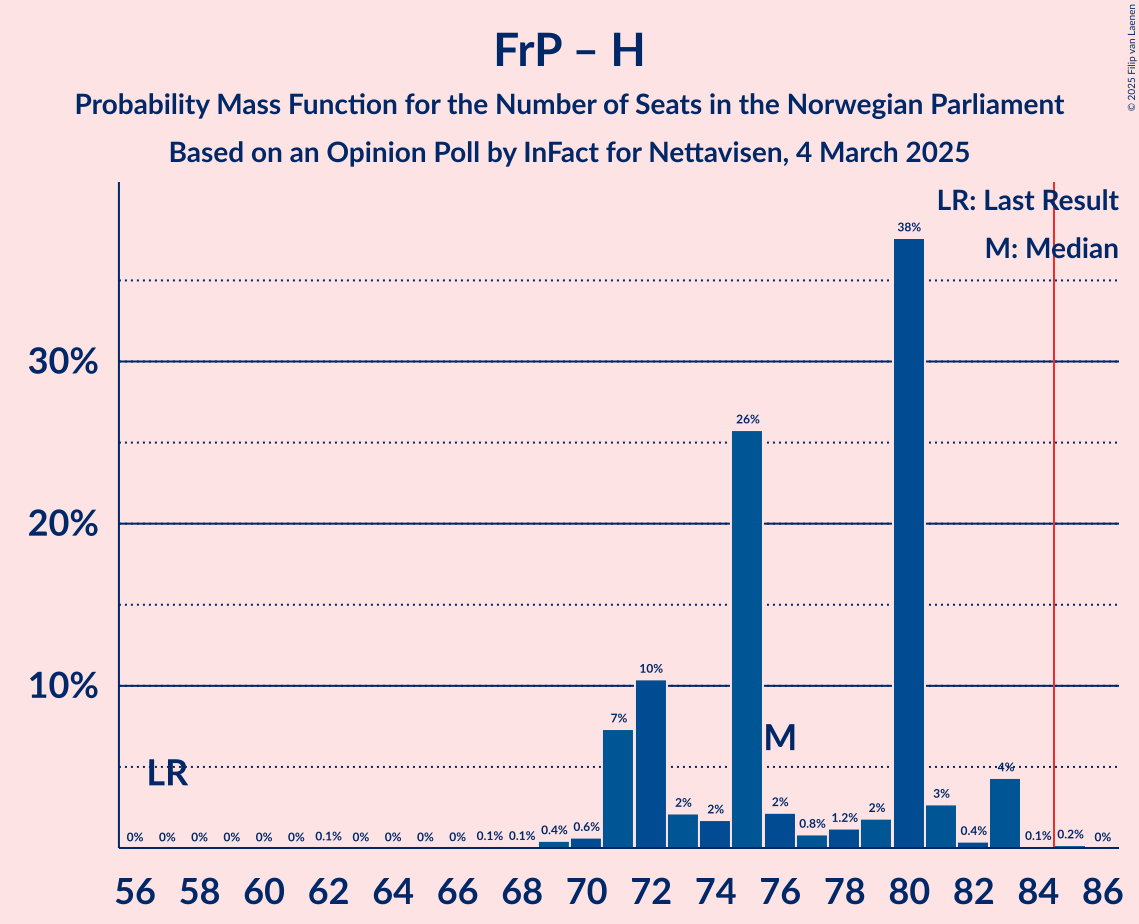 FrP – H
Probability Mass Function for the Number of Seats in the Norwegian Parliament
Based on an Opinion Poll by InFact for Nettavisen, 4 March 2025
© 2025 Filip van Laenen
LR: Last Result
M: Median
38%
30%
26%
20%
10%
10%
7%
M
LR
4%
3%
2% 2% 2% 2%
0% 0% 0% 0% 0% 0% 0.1% 0% 0% 0% 0% 0.1% 0.1% 0.4% 0.6% 0.8% 1.2% 0.4% 0.1% 0.2% 0%
56 58 60 62 64 66 68 70 72 74 76 78 80 82 84 86